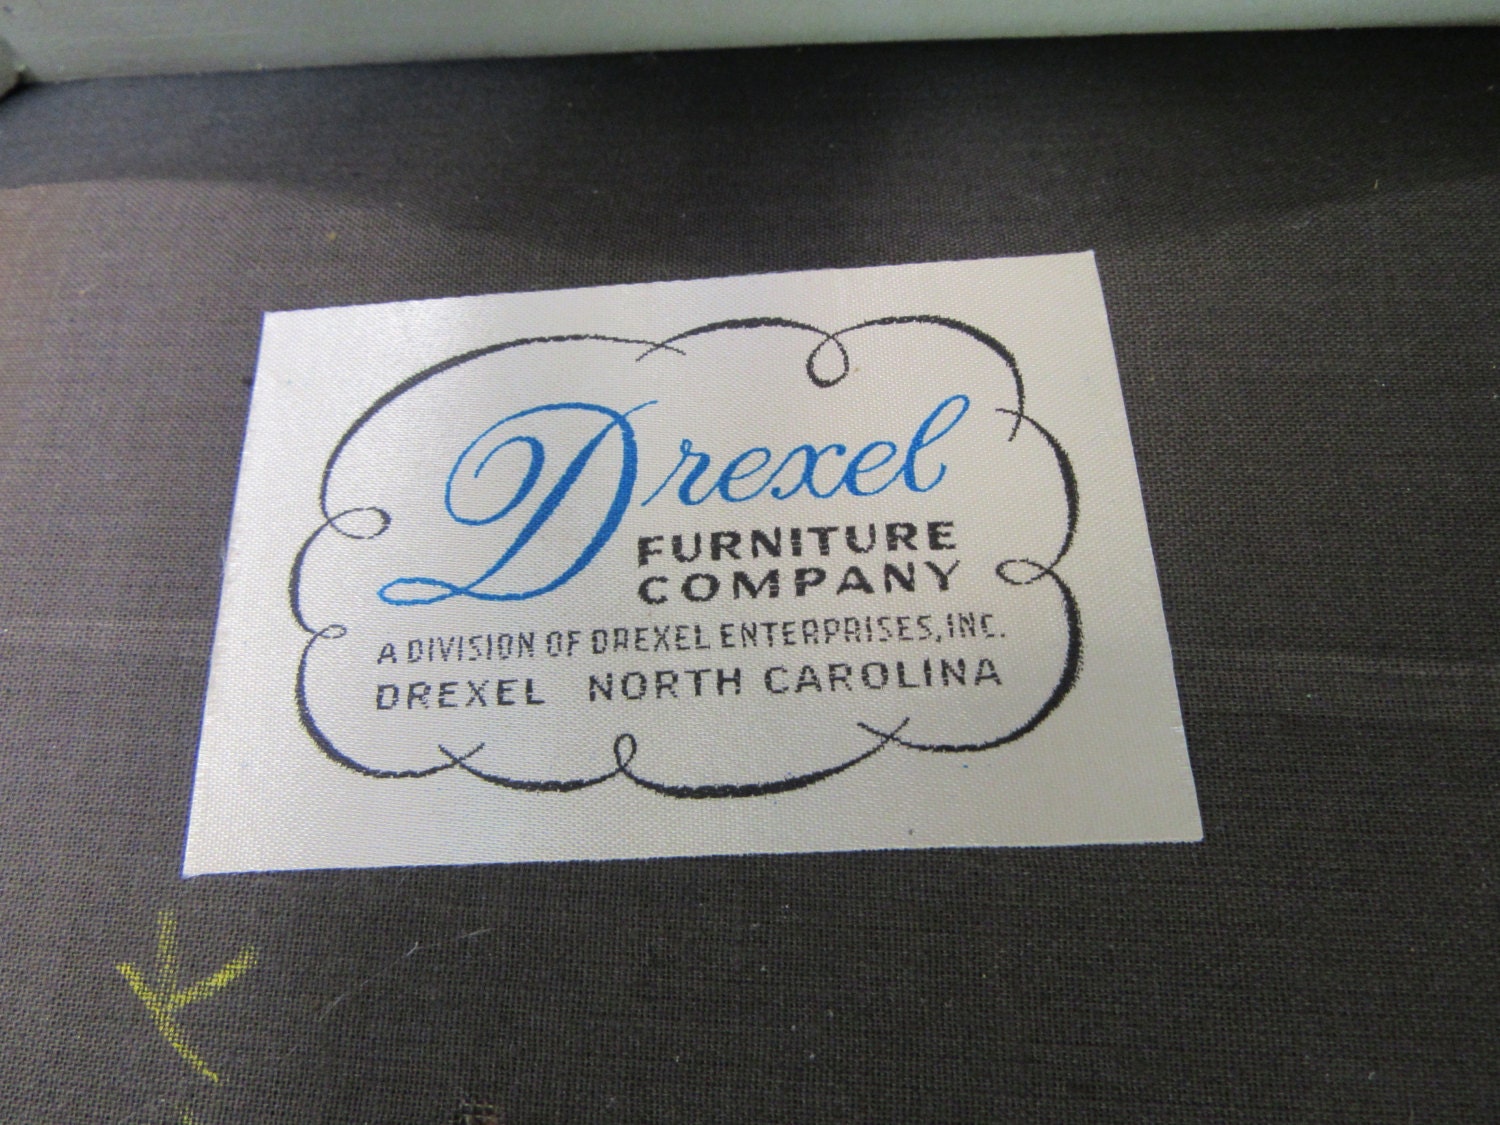 Drexel
FURNITURE
COMPANY
A DIVISION OF DREXEL ENTERPRISES, INC.
DREXEL NORTH CAROLINA